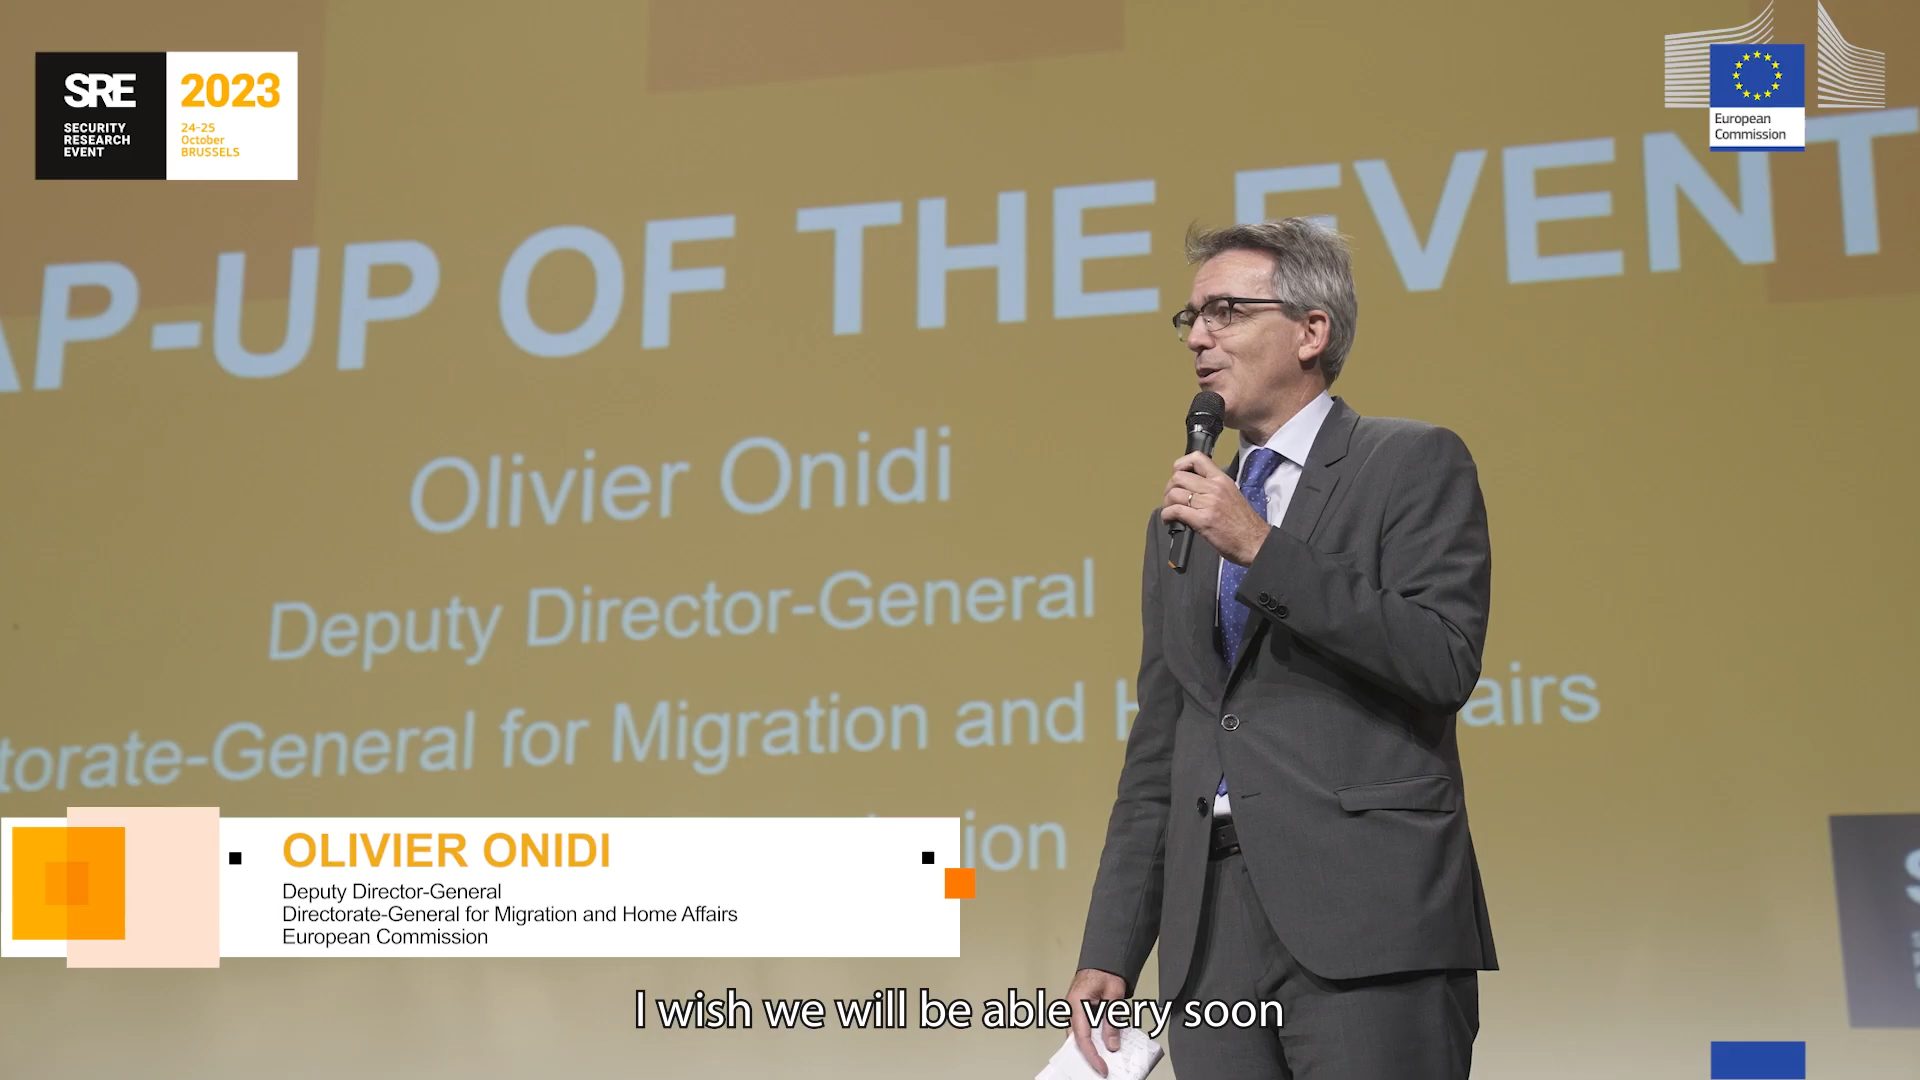 SRE
SECURITY
RESEARCH
EVENT
2023
24-25
October
BRUSSELS
European
Commission
AP-UP OF THE EVENT
Olivier Onidi
Deputy Director-General
torate-General for Migration and H airs
ion
OLIVIER ONIDI
Deputy Director-General
Directorate-General for Migration and Home Affairs
European Commission
I wish we will be able very soon